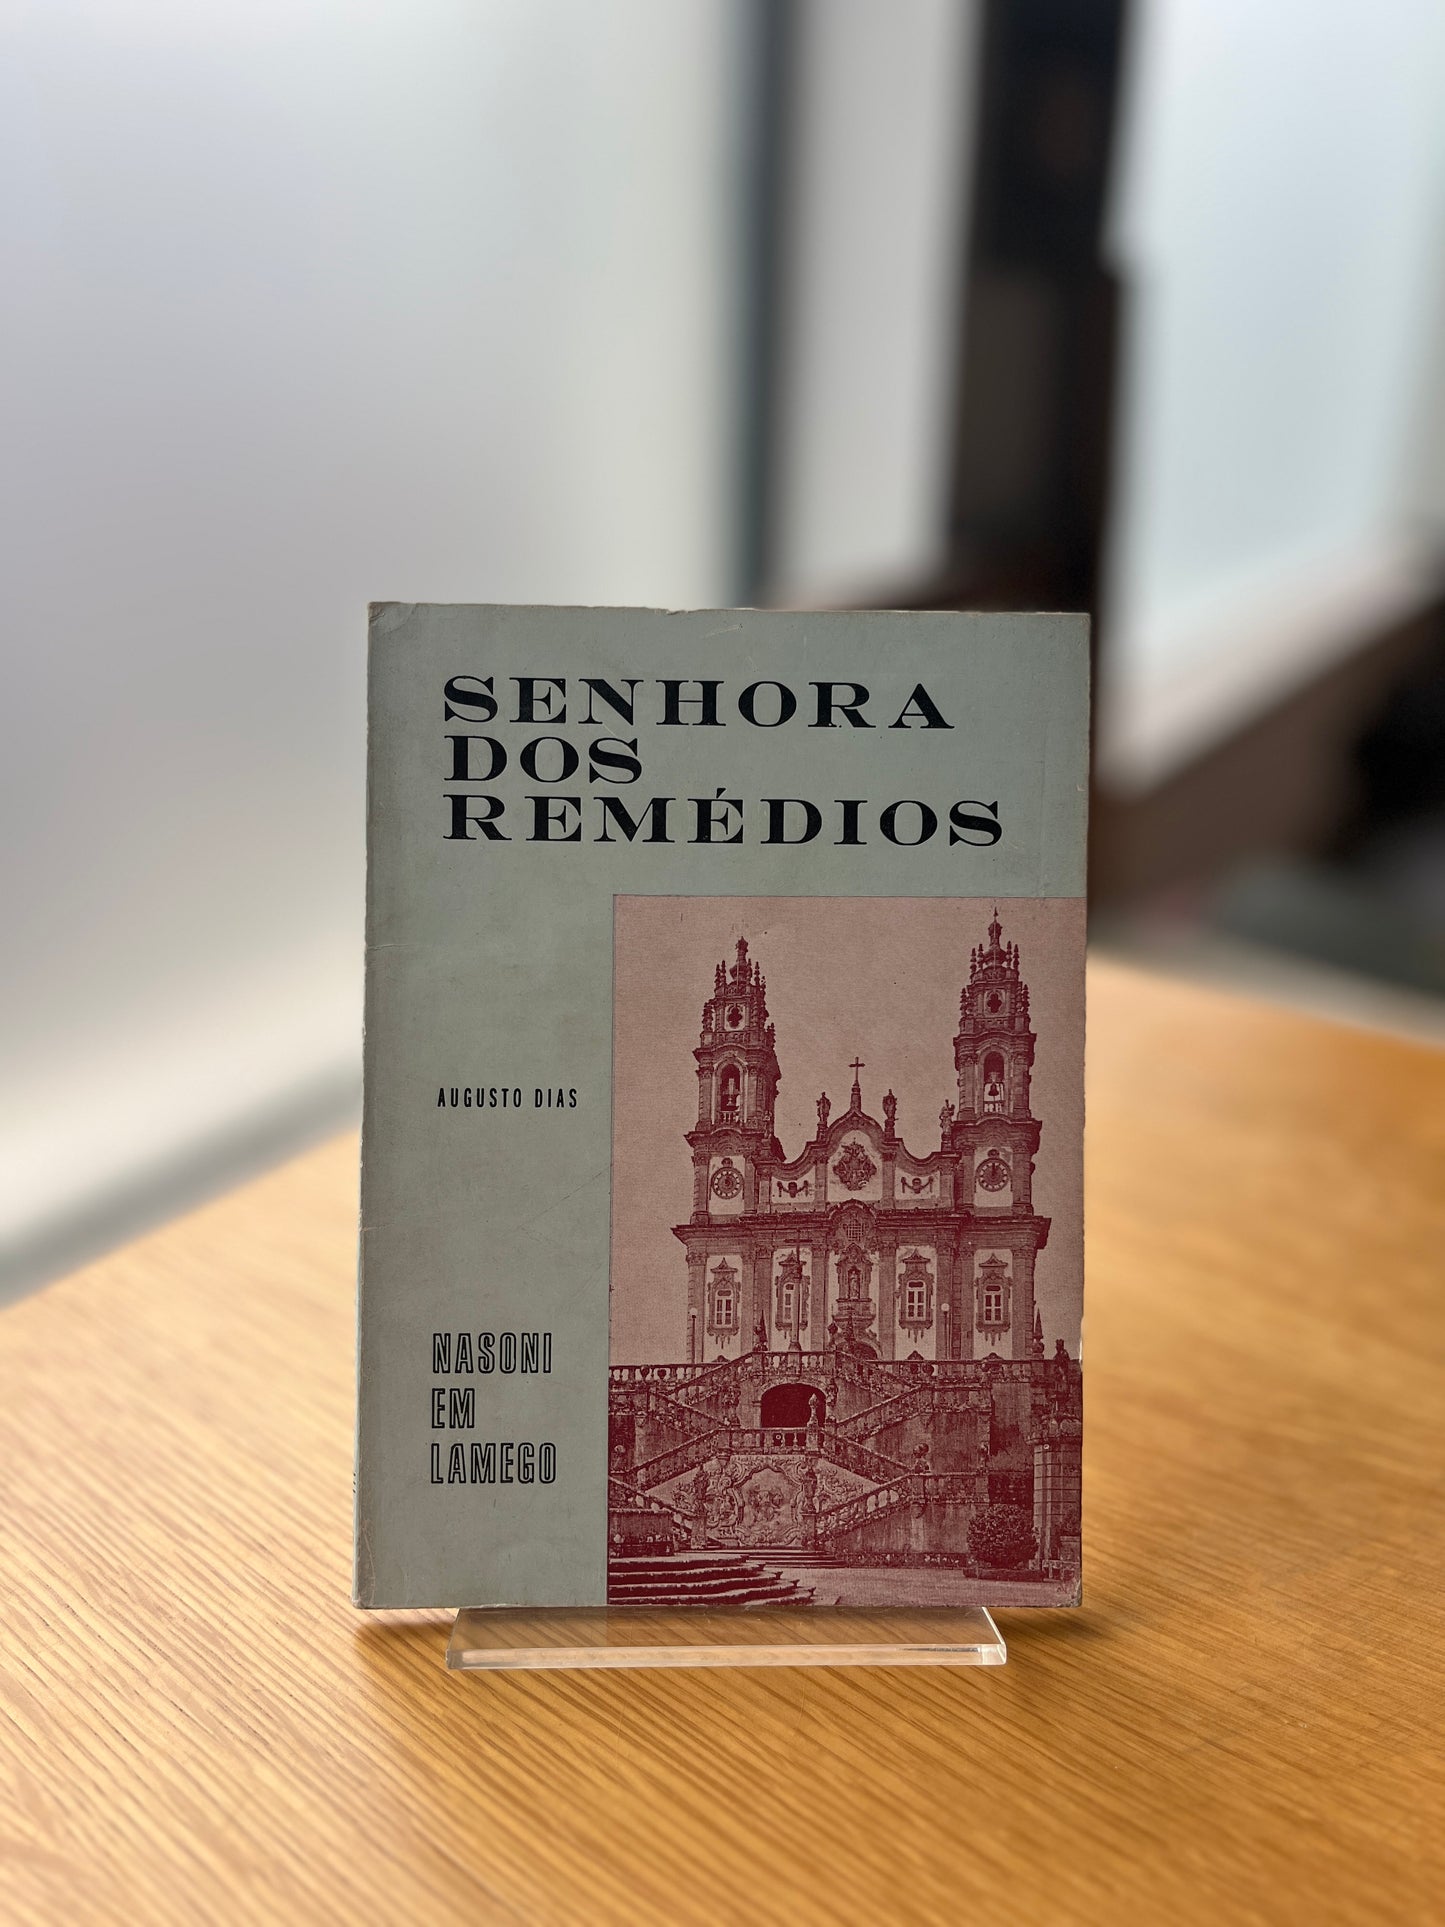 SENHORA
DOS
REMÉDIOS
AUGUSTO DIAS
NASONI
EM
LAMEGO